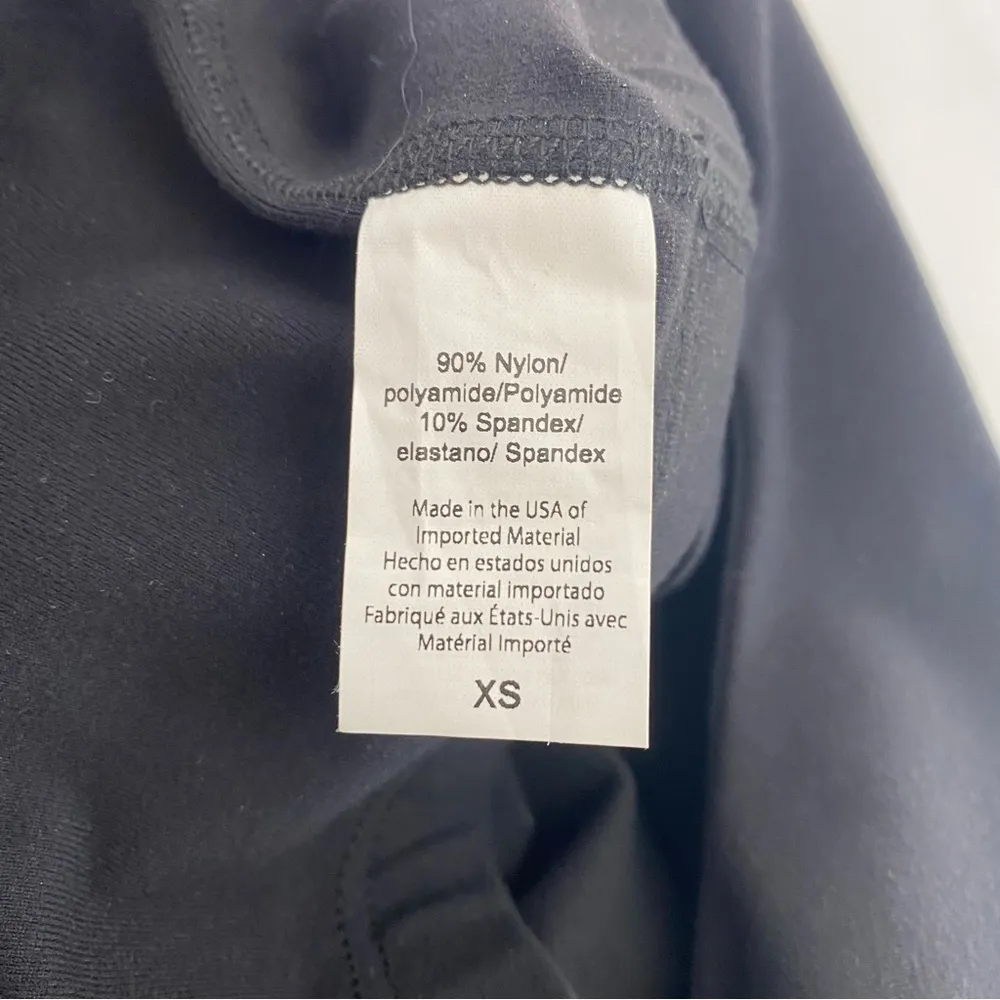 90% Nylon/
polyamide/Polyamide
10% Spandex/
elastano/ Spandex
Made in the USA of
Imported Material
Hecho en estados unidos
con material importado
Fabriqué aux États-Unis avec
Matérial Importé
XS